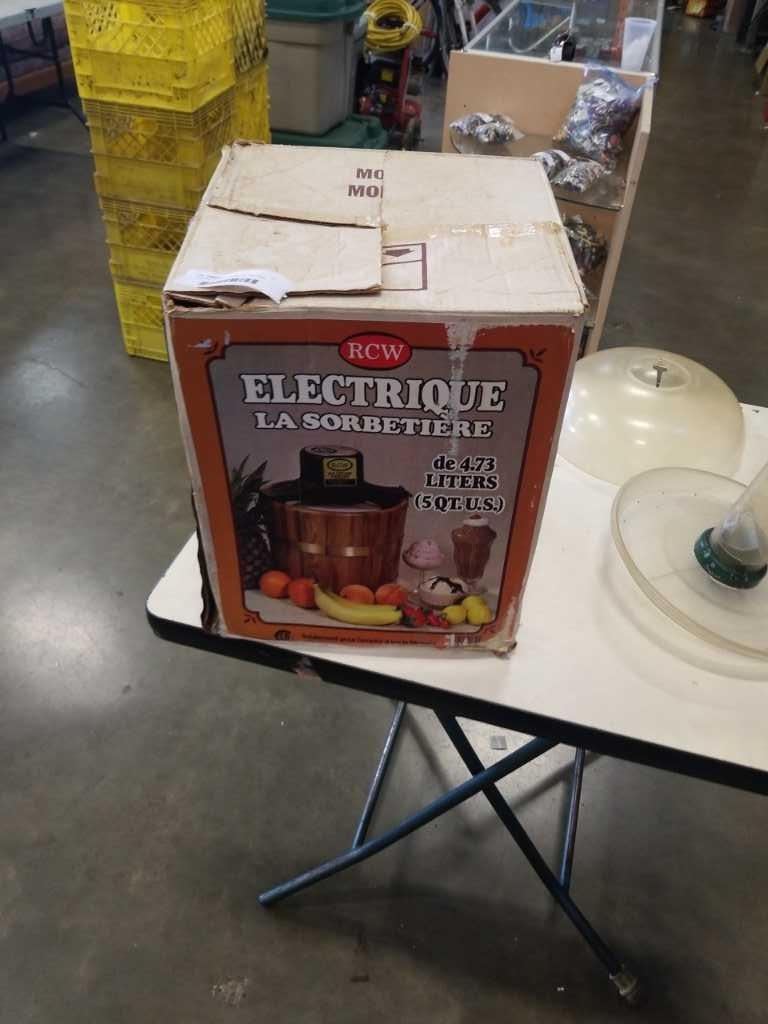 MO
MO
RCW
ELECTRIQUE
LA SORBETIÈRE
de 4.73
LITERS
(5 QT. U.S.)